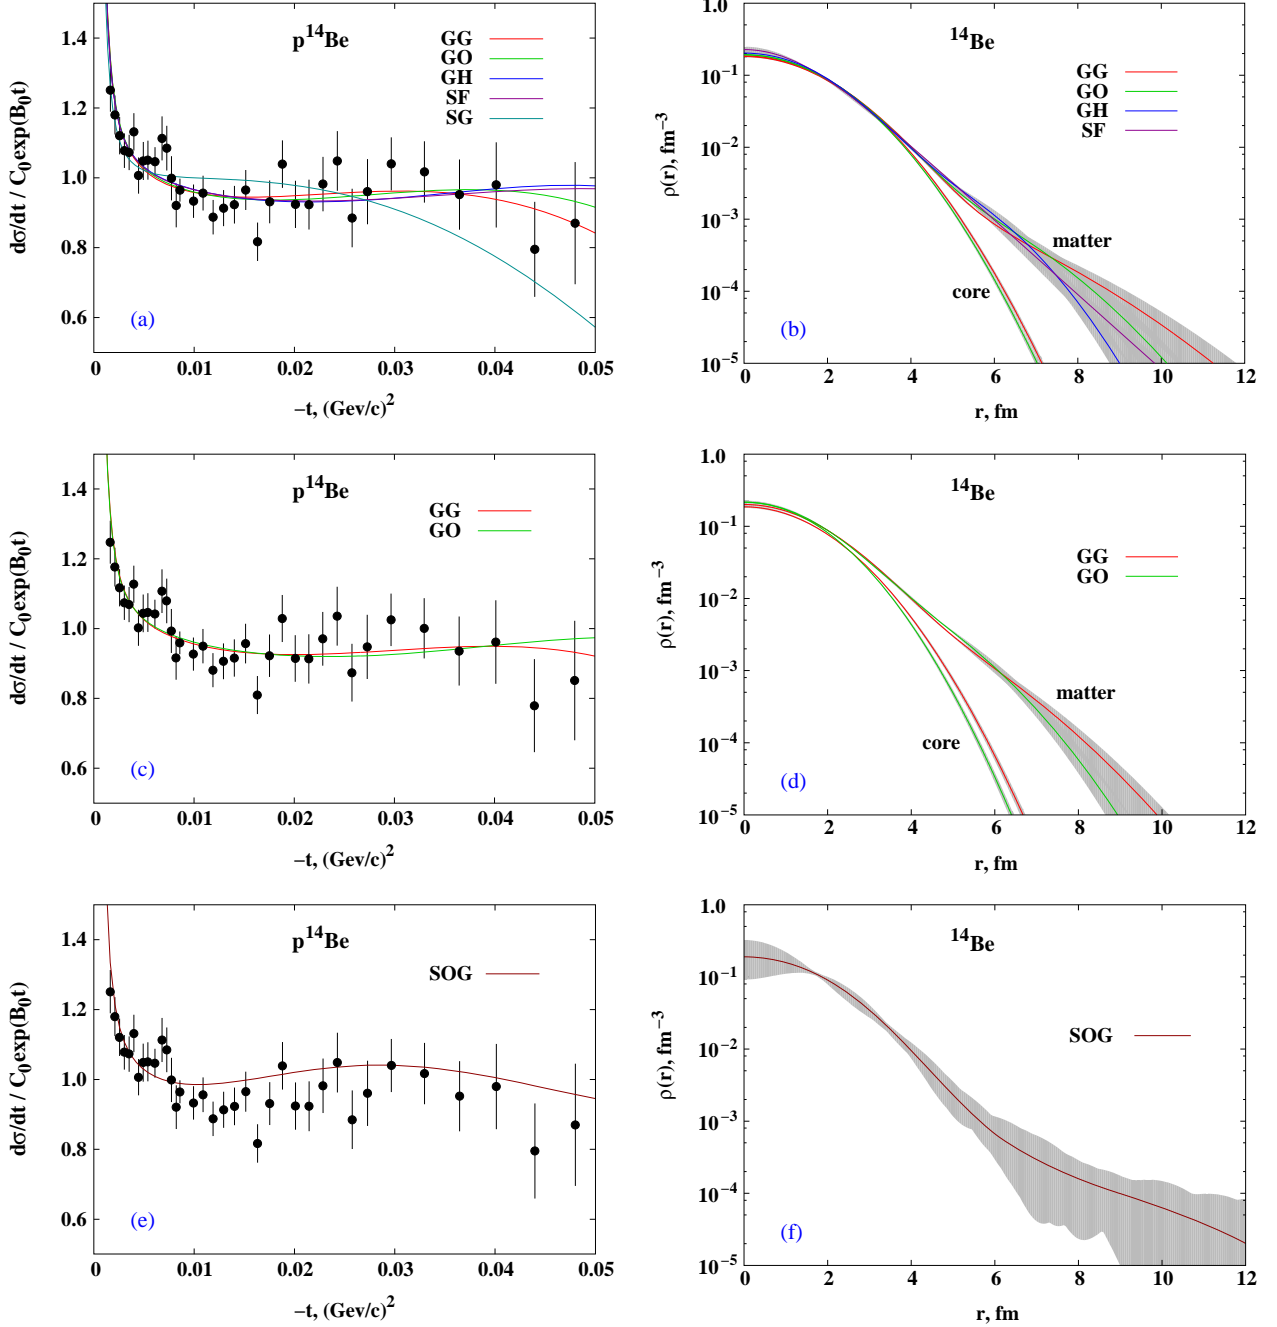 p¹⁴Be
GG
GO
GH
SF
SG
1.4
1.2
1.0
0.8
0.6
dσ/dt / C₀exp(B₀t)
(a)
0 0.01 0.02 0.03 0.04 0.05
−t, (Gev/c)²
¹⁴Be
GG
GO
GH
SF
1.0
10⁻¹
10⁻²
10⁻³
10⁻⁴
10⁻⁵
ρ(r), fm⁻³
matter
core
(b)
0 2 4 6 8 10 12
r, fm
p¹⁴Be
GG
GO
1.4
1.2
1.0
0.8
0.6
dσ/dt / C₀exp(B₀t)
(c)
0 0.01 0.02 0.03 0.04 0.05
−t, (Gev/c)²
¹⁴Be
GG
GO
1.0
10⁻¹
10⁻²
10⁻³
10⁻⁴
10⁻⁵
ρ(r), fm⁻³
matter
core
(d)
0 2 4 6 8 10 12
r, fm
p¹⁴Be
SOG
1.4
1.2
1.0
0.8
0.6
dσ/dt / C₀exp(B₀t)
(e)
0 0.01 0.02 0.03 0.04 0.05
−t, (Gev/c)²
¹⁴Be
SOG
1.0
10⁻¹
10⁻²
10⁻³
10⁻⁴
10⁻⁵
ρ(r), fm⁻³
(f)
0 2 4 6 8 10 12
r, fm